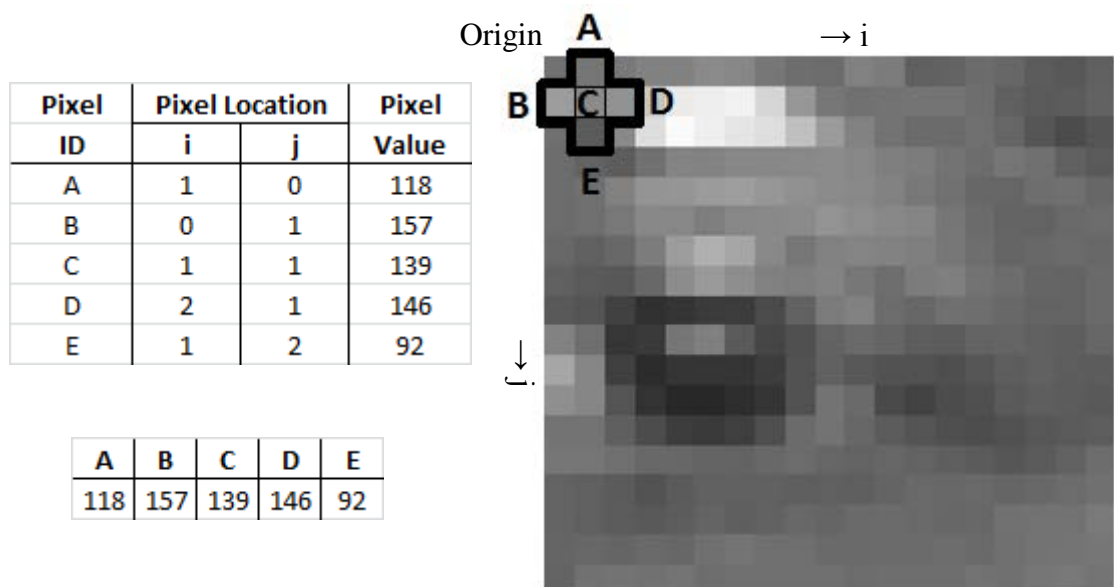 Origin A → i
B C D
E
↓
j
Pixel Pixel Location Pixel
ID i j Value
A 1 0 118
B 0 1 157
C 1 1 139
D 2 1 146
E 1 2 92
A B C D E
118 157 139 146 92